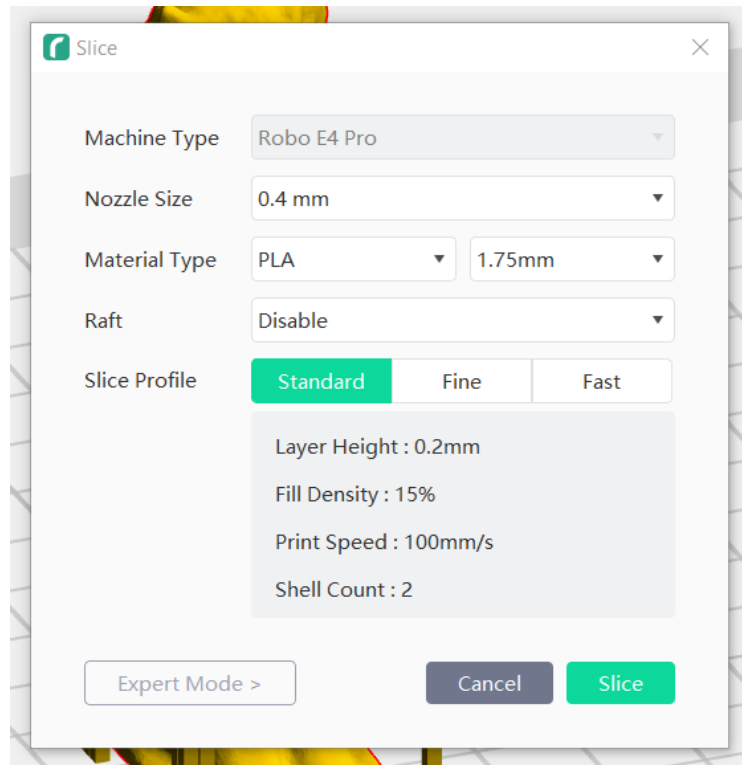 Slice
Machine Type Robo E4 Pro
Nozzle Size 0.4 mm
Material Type PLA 1.75mm
Raft Disable
Slice Profile Standard Fine Fast
Layer Height : 0.2mm
Fill Density : 15%
Print Speed : 100mm/s
Shell Count : 2
Expert Mode > Cancel Slice